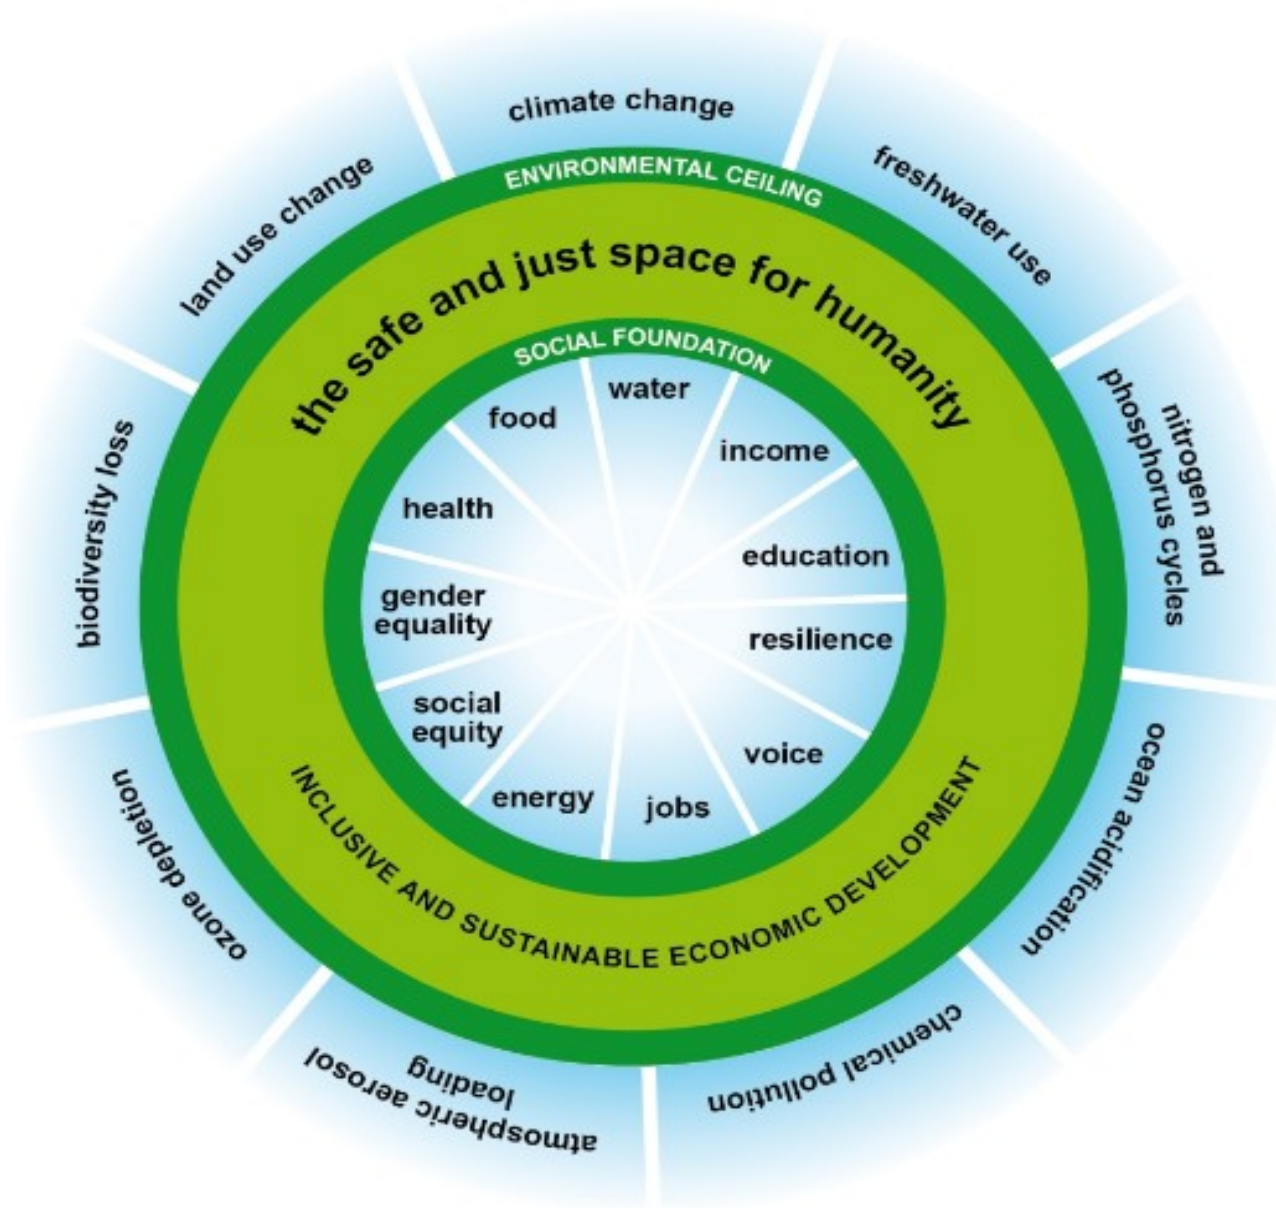 climate change
freshwater use
nitrogen and
phosphorus cycles
ocean acidification
chemical pollution
atmospheric aerosol
loading
ozone depletion
biodiversity loss
land use change
ENVIRONMENTAL CEILING
the safe and just space for humanity
SOCIAL FOUNDATION
water
income
education
resilience
voice
jobs
energy
social
equity
gender
equality
health
food
INCLUSIVE AND SUSTAINABLE ECONOMIC DEVELOPMENT